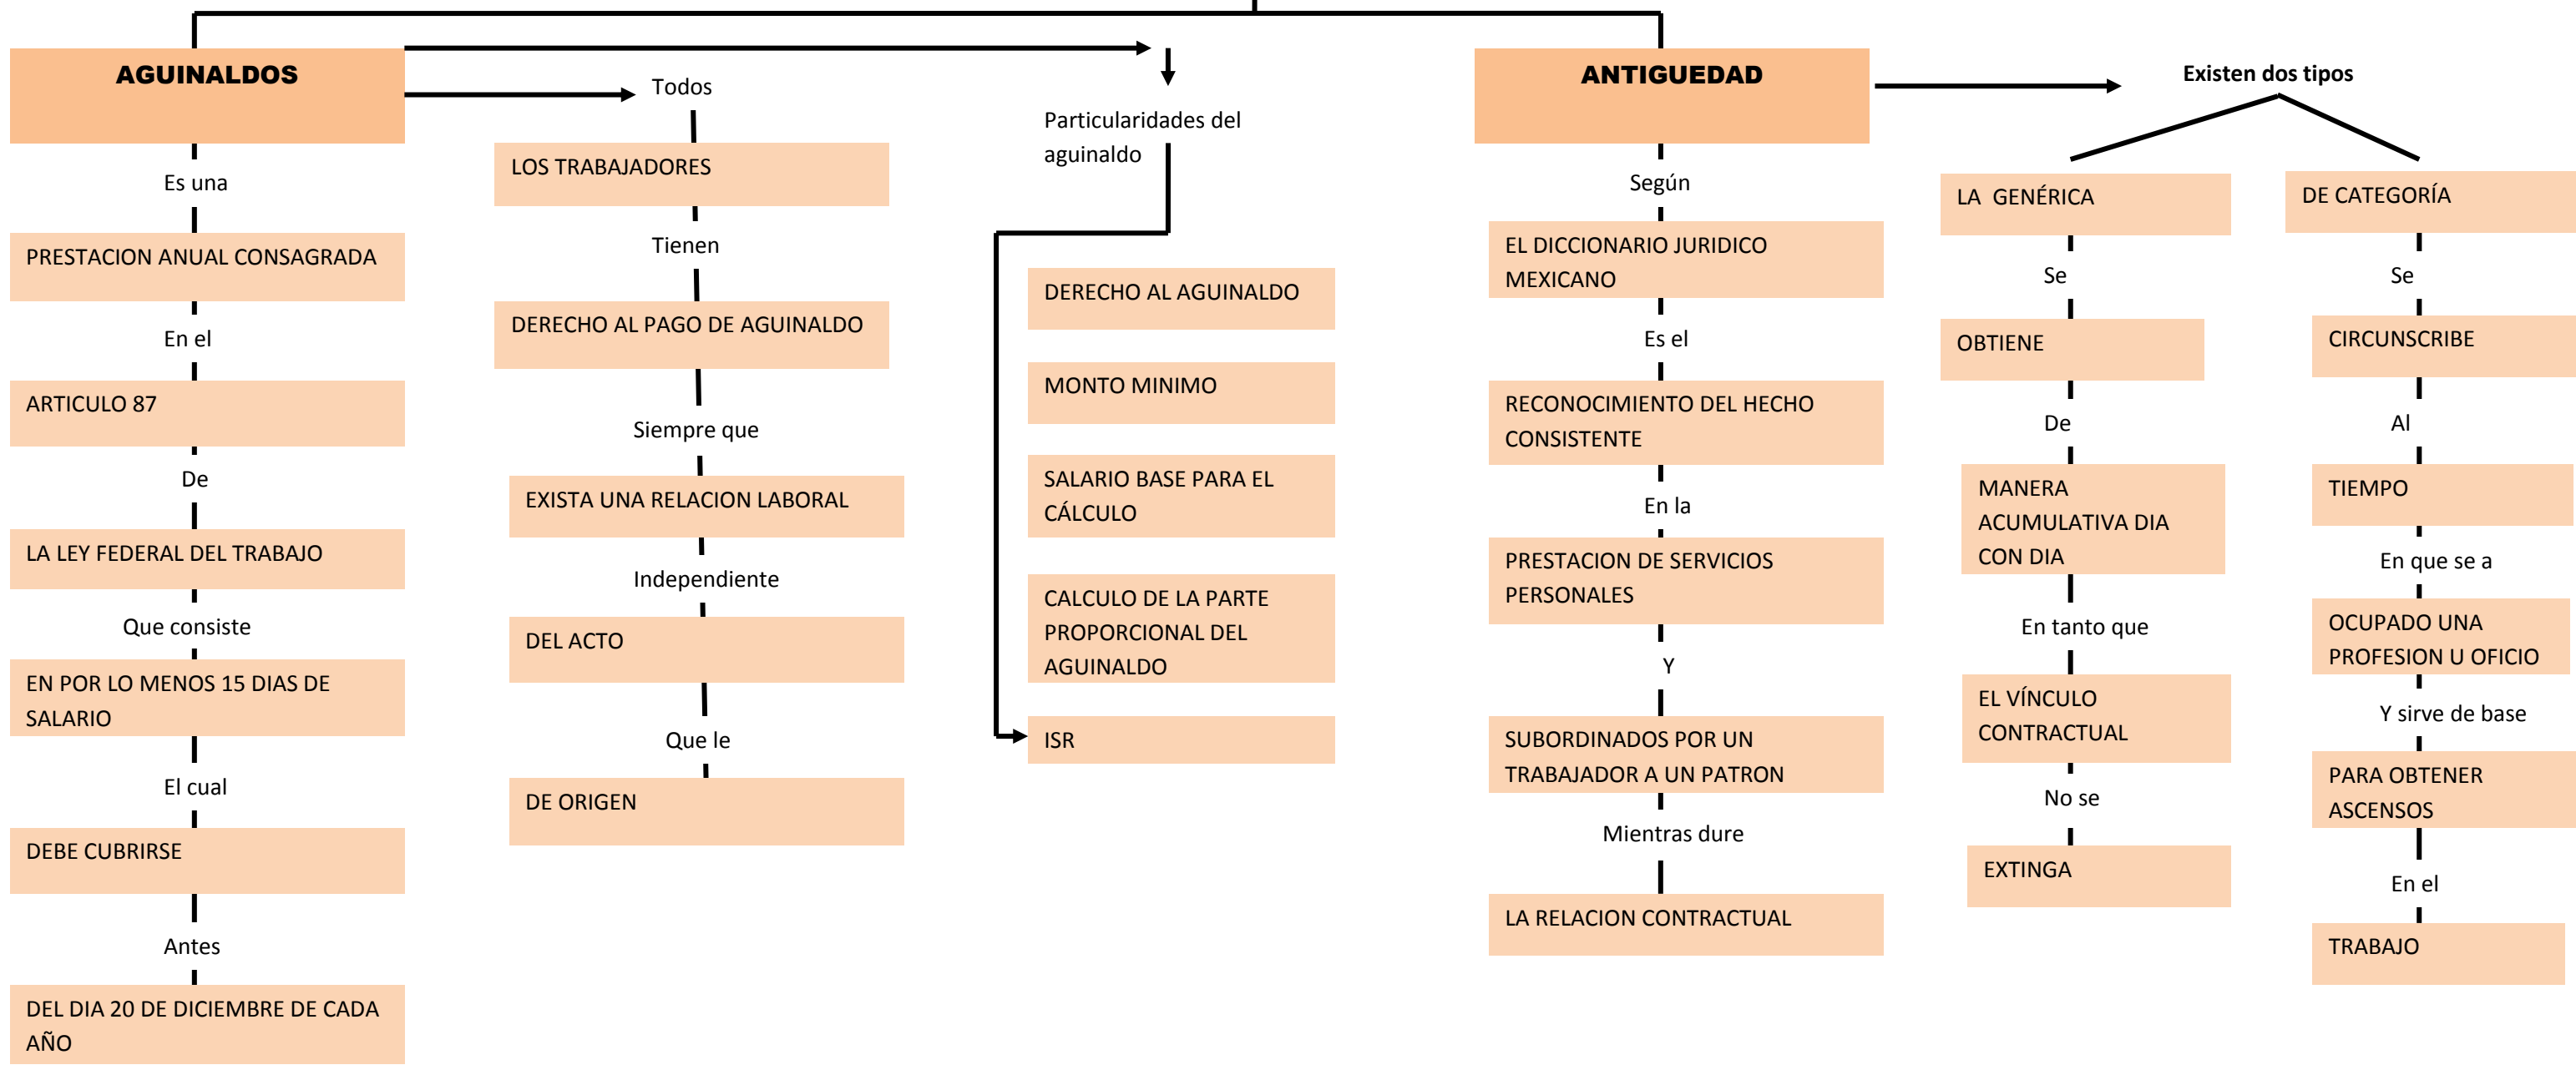 AGUINALDOS
Es una
PRESTACION ANUAL CONSAGRADA
En el
ARTICULO 87
De
LA LEY FEDERAL DEL TRABAJO
Que consiste
EN POR LO MENOS 15 DIAS DE
SALARIO
El cual
DEBE CUBRIRSE
Antes
DEL DIA 20 DE DICIEMBRE DE CADA
AÑO
Todos
LOS TRABAJADORES
Tienen
DERECHO AL PAGO DE AGUINALDO
Siempre que
EXISTA UNA RELACION LABORAL
Independiente
DEL ACTO
Que le
DE ORIGEN
Particularidades del
aguinaldo
DERECHO AL AGUINALDO
MONTO MINIMO
SALARIO BASE PARA EL
CÁLCULO
CALCULO DE LA PARTE
PROPORCIONAL DEL
AGUINALDO
ISR
ANTIGUEDAD
Según
EL DICCIONARIO JURIDICO
MEXICANO
Es el
RECONOCIMIENTO DEL HECHO
CONSISTENTE
En la
PRESTACION DE SERVICIOS
PERSONALES
Y
SUBORDINADOS POR UN
TRABAJADOR A UN PATRON
Mientras dure
LA RELACION CONTRACTUAL
Existen dos tipos
LA GENÉRICA
Se
OBTIENE
De
MANERA
ACUMULATIVA DIA
CON DIA
En tanto que
EL VÍNCULO
CONTRACTUAL
No se
EXTINGA
DE CATEGORÍA
Se
CIRCUNSCRIBE
Al
TIEMPO
En que se a
OCUPADO UNA
PROFESION U OFICIO
Y sirve de base
PARA OBTENER
ASCENSOS
En el
TRABAJO